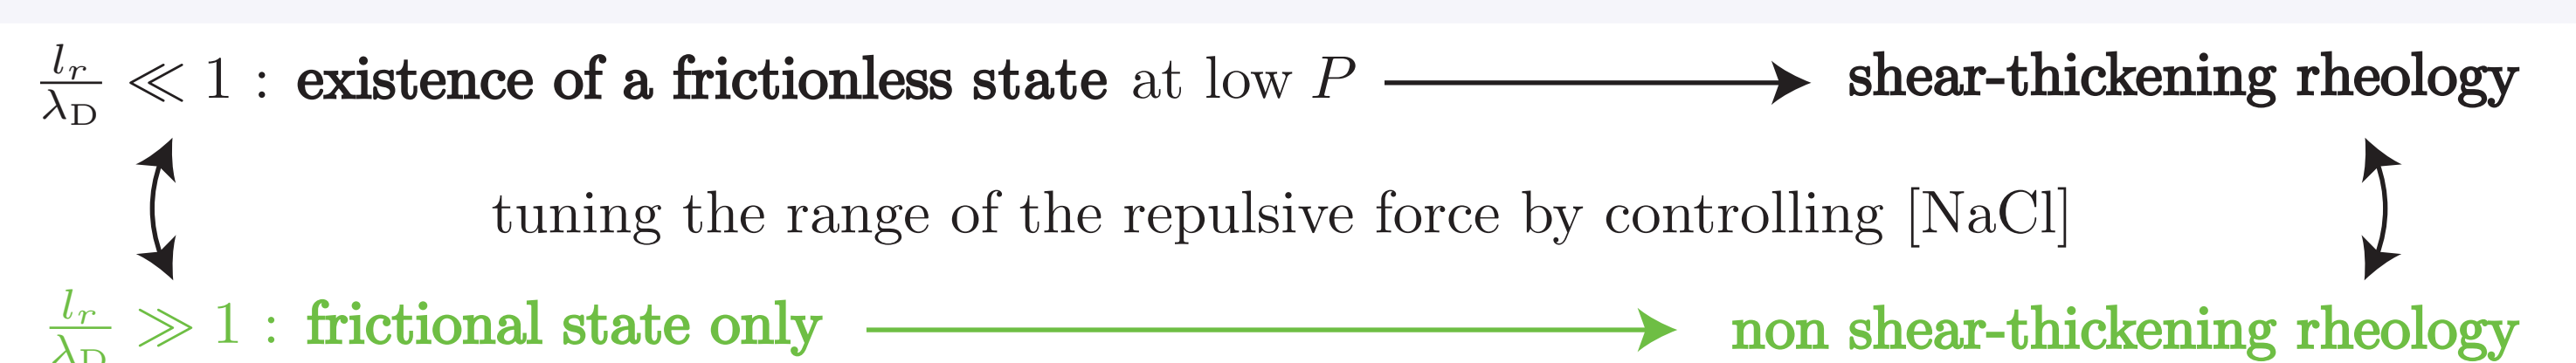 l_r/λ_D ≪ 1 : existence of a frictionless state at low P → shear-thickening rheology
tuning the range of the repulsive force by controlling [NaCl]
l_r/λ_D ≫ 1 : frictional state only → non shear-thickening rheology